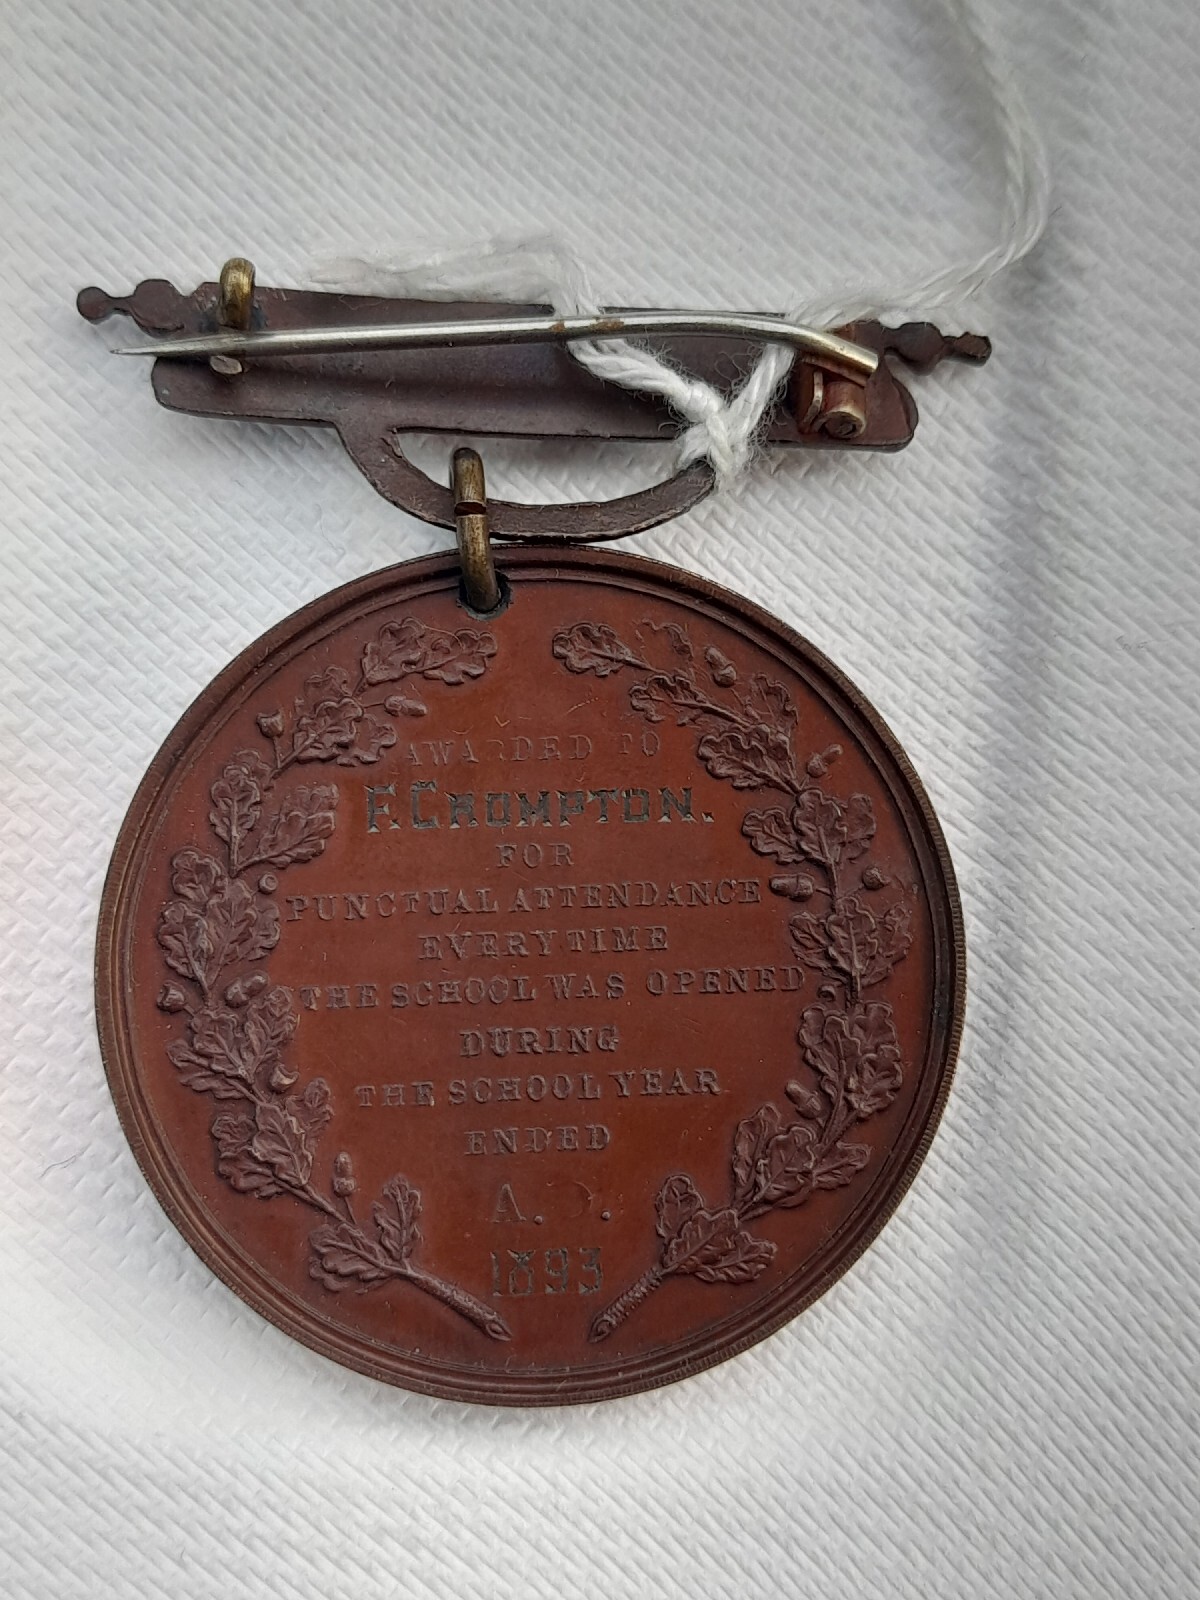 AWARDED TO
F. CROMPTON.
FOR
PUNCTUAL ATTENDANCE
EVERY TIME
THE SCHOOL WAS OPENED
DURING
THE SCHOOL YEAR
ENDED
A. D.
1893